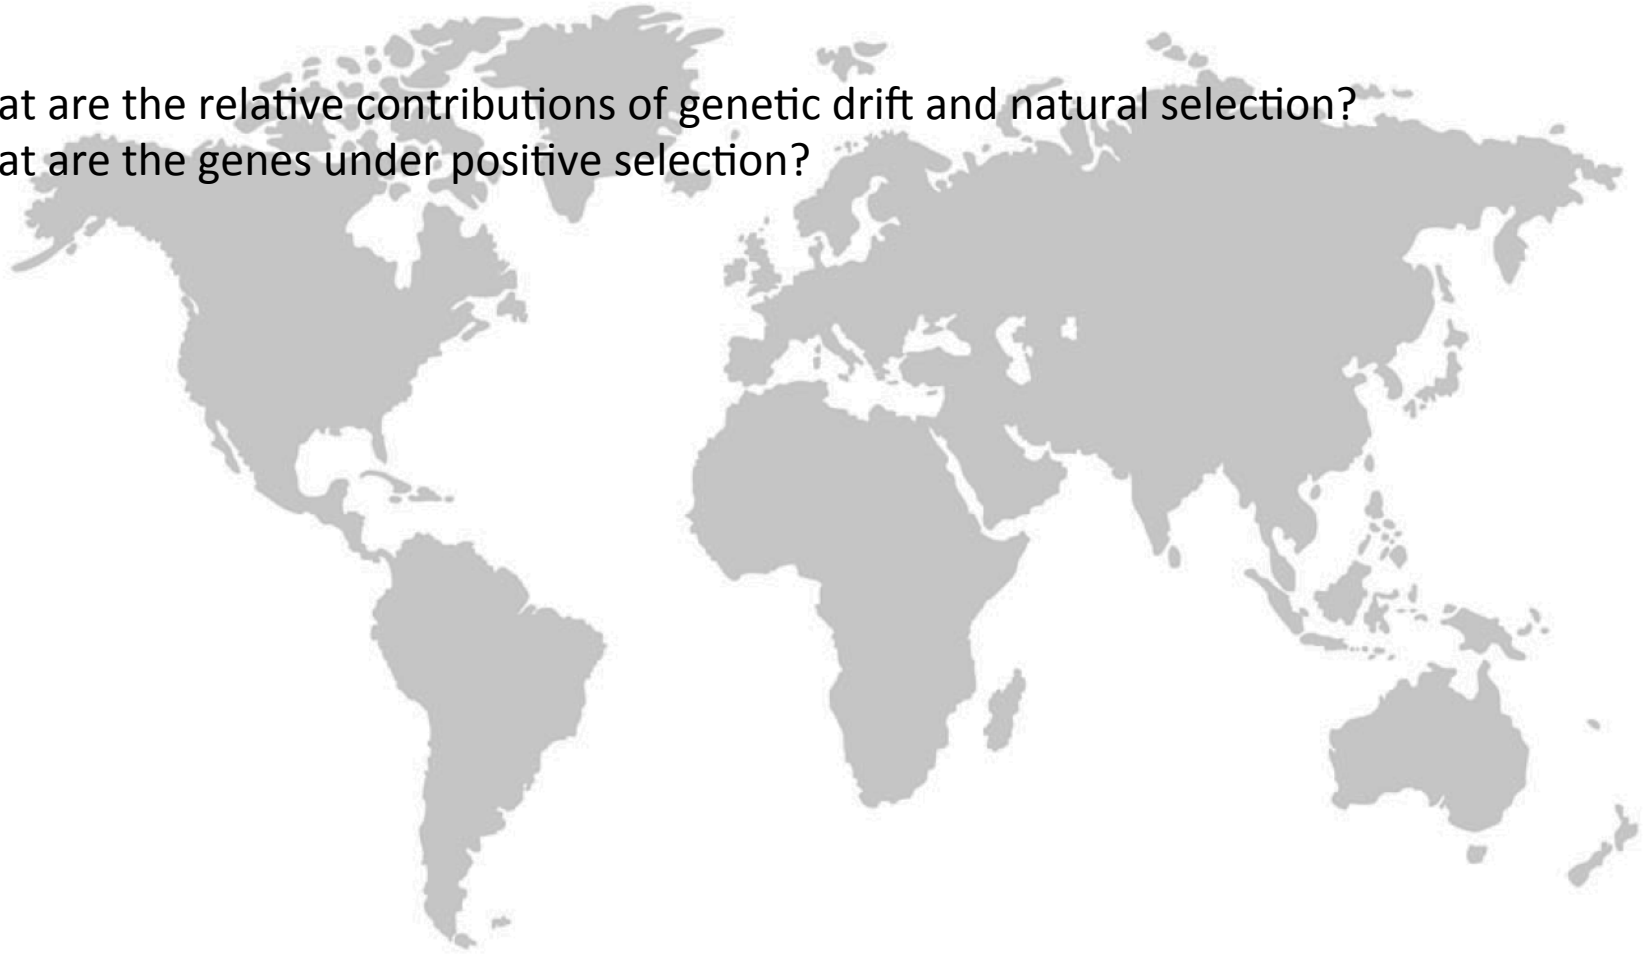 at are the relative contributions of genetic drift and natural selection?
at are the genes under positive selection?